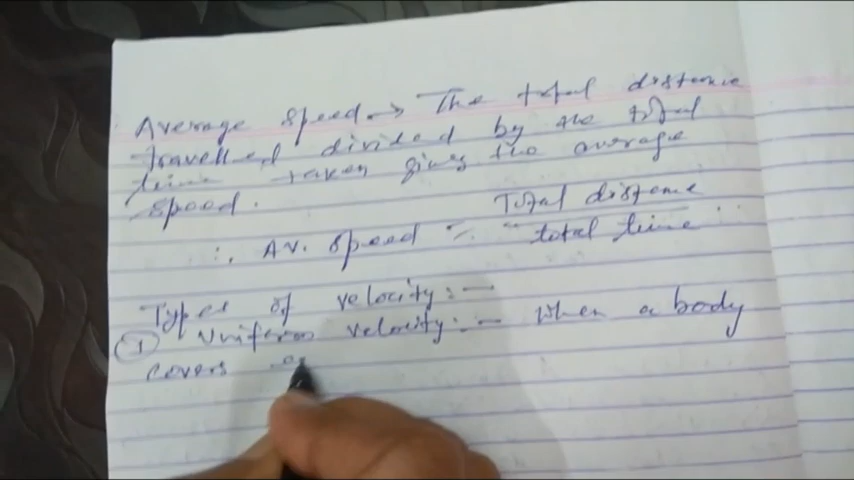 Average speed → The total distance
travelled divided by the total
time taken gives the average
speed.
∴ AV. speed = Total distance
total time
Types of velocity:-
① Uniform velocity:- When a body
covers